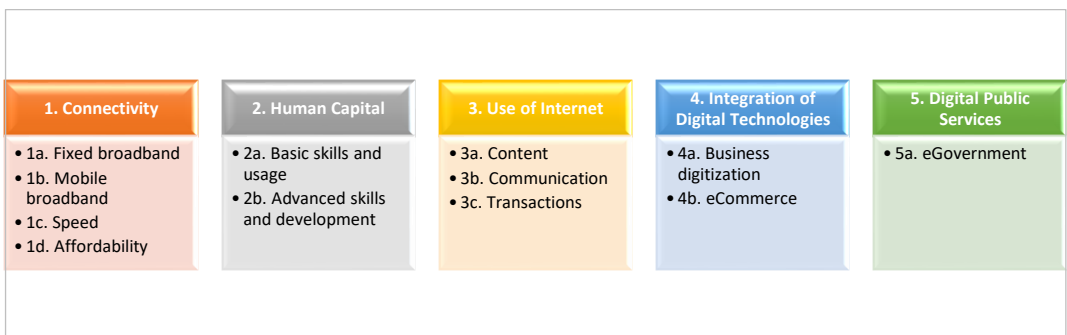 1. Connectivity
• 1a. Fixed broadband
• 1b. Mobile
broadband
• 1c. Speed
• 1d. Affordability
2. Human Capital
• 2a. Basic skills and
usage
• 2b. Advanced skills
and development
3. Use of Internet
• 3a. Content
• 3b. Communication
• 3c. Transactions
4. Integration of
Digital Technologies
• 4a. Business
digitization
• 4b. eCommerce
5. Digital Public
Services
• 5a. eGovernment